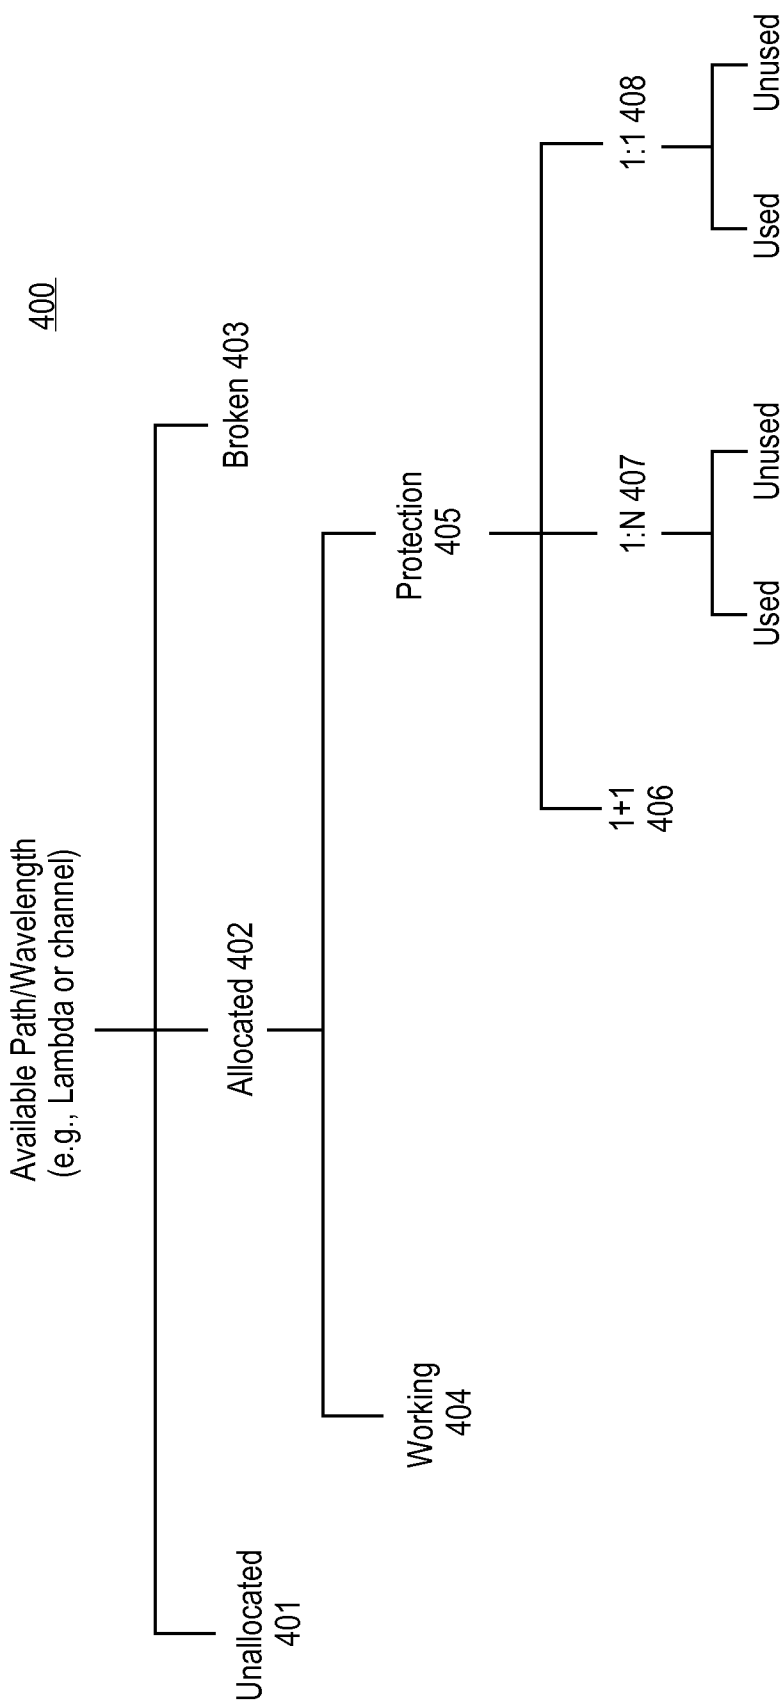 400
Available Path/Wavelength
(e.g., Lambda or channel)
Unallocated
401
Allocated 402
Broken 403
Working
404
Protection
405
1+1
406
1:N 407
1:1 408
Used
Unused
Used
Unused